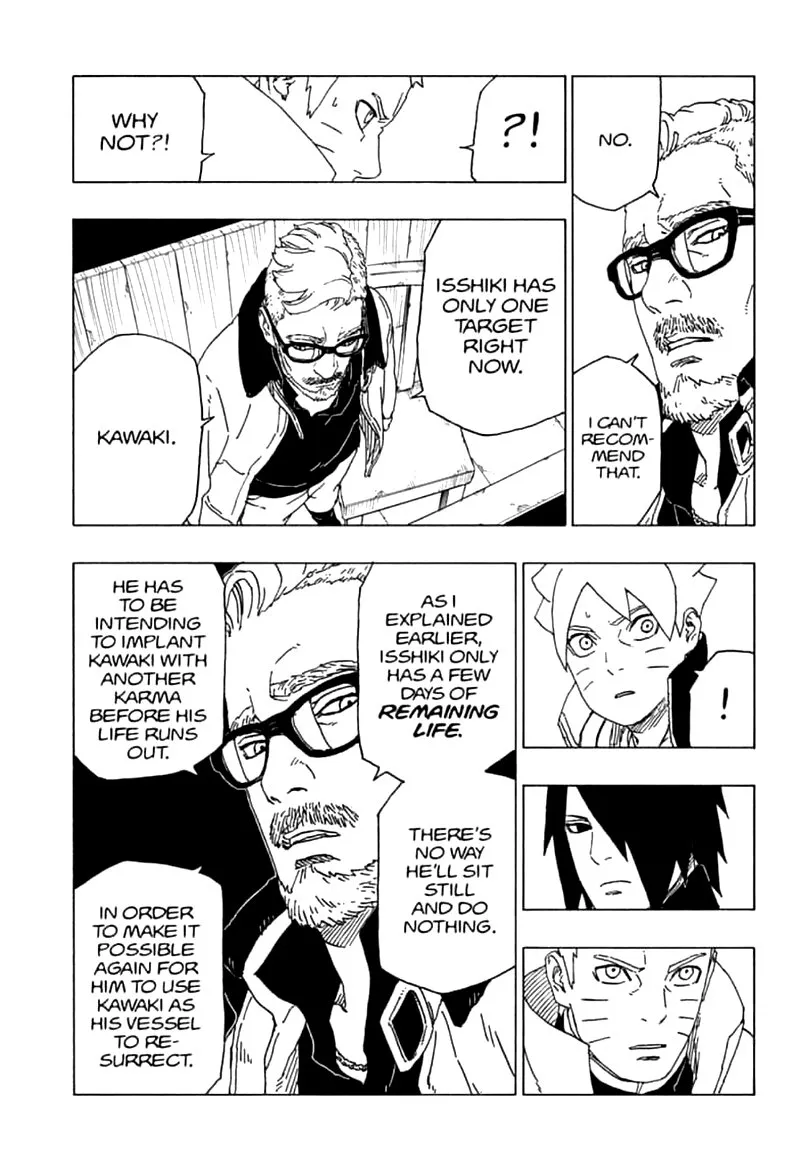 NO.
I CAN'T
RECOM-
MEND
THAT.
?!
WHY
NOT?!
ISSHIKI HAS
ONLY ONE
TARGET
RIGHT
NOW.
KAWAKI.
!
AS I
EXPLAINED
EARLIER,
ISSHIKI ONLY
HAS A FEW
DAYS OF
REMAINING
LIFE.
THERE'S
NO WAY
HE'LL SIT
STILL
AND DO
NOTHING.
HE HAS
TO BE
INTENDING
TO IMPLANT
KAWAKI WITH
ANOTHER
KARMA
BEFORE HIS
LIFE RUNS
OUT.
IN ORDER
TO MAKE IT
POSSIBLE
AGAIN FOR
HIM TO USE
KAWAKI AS
HIS VESSEL
TO RE-
SURRECT.